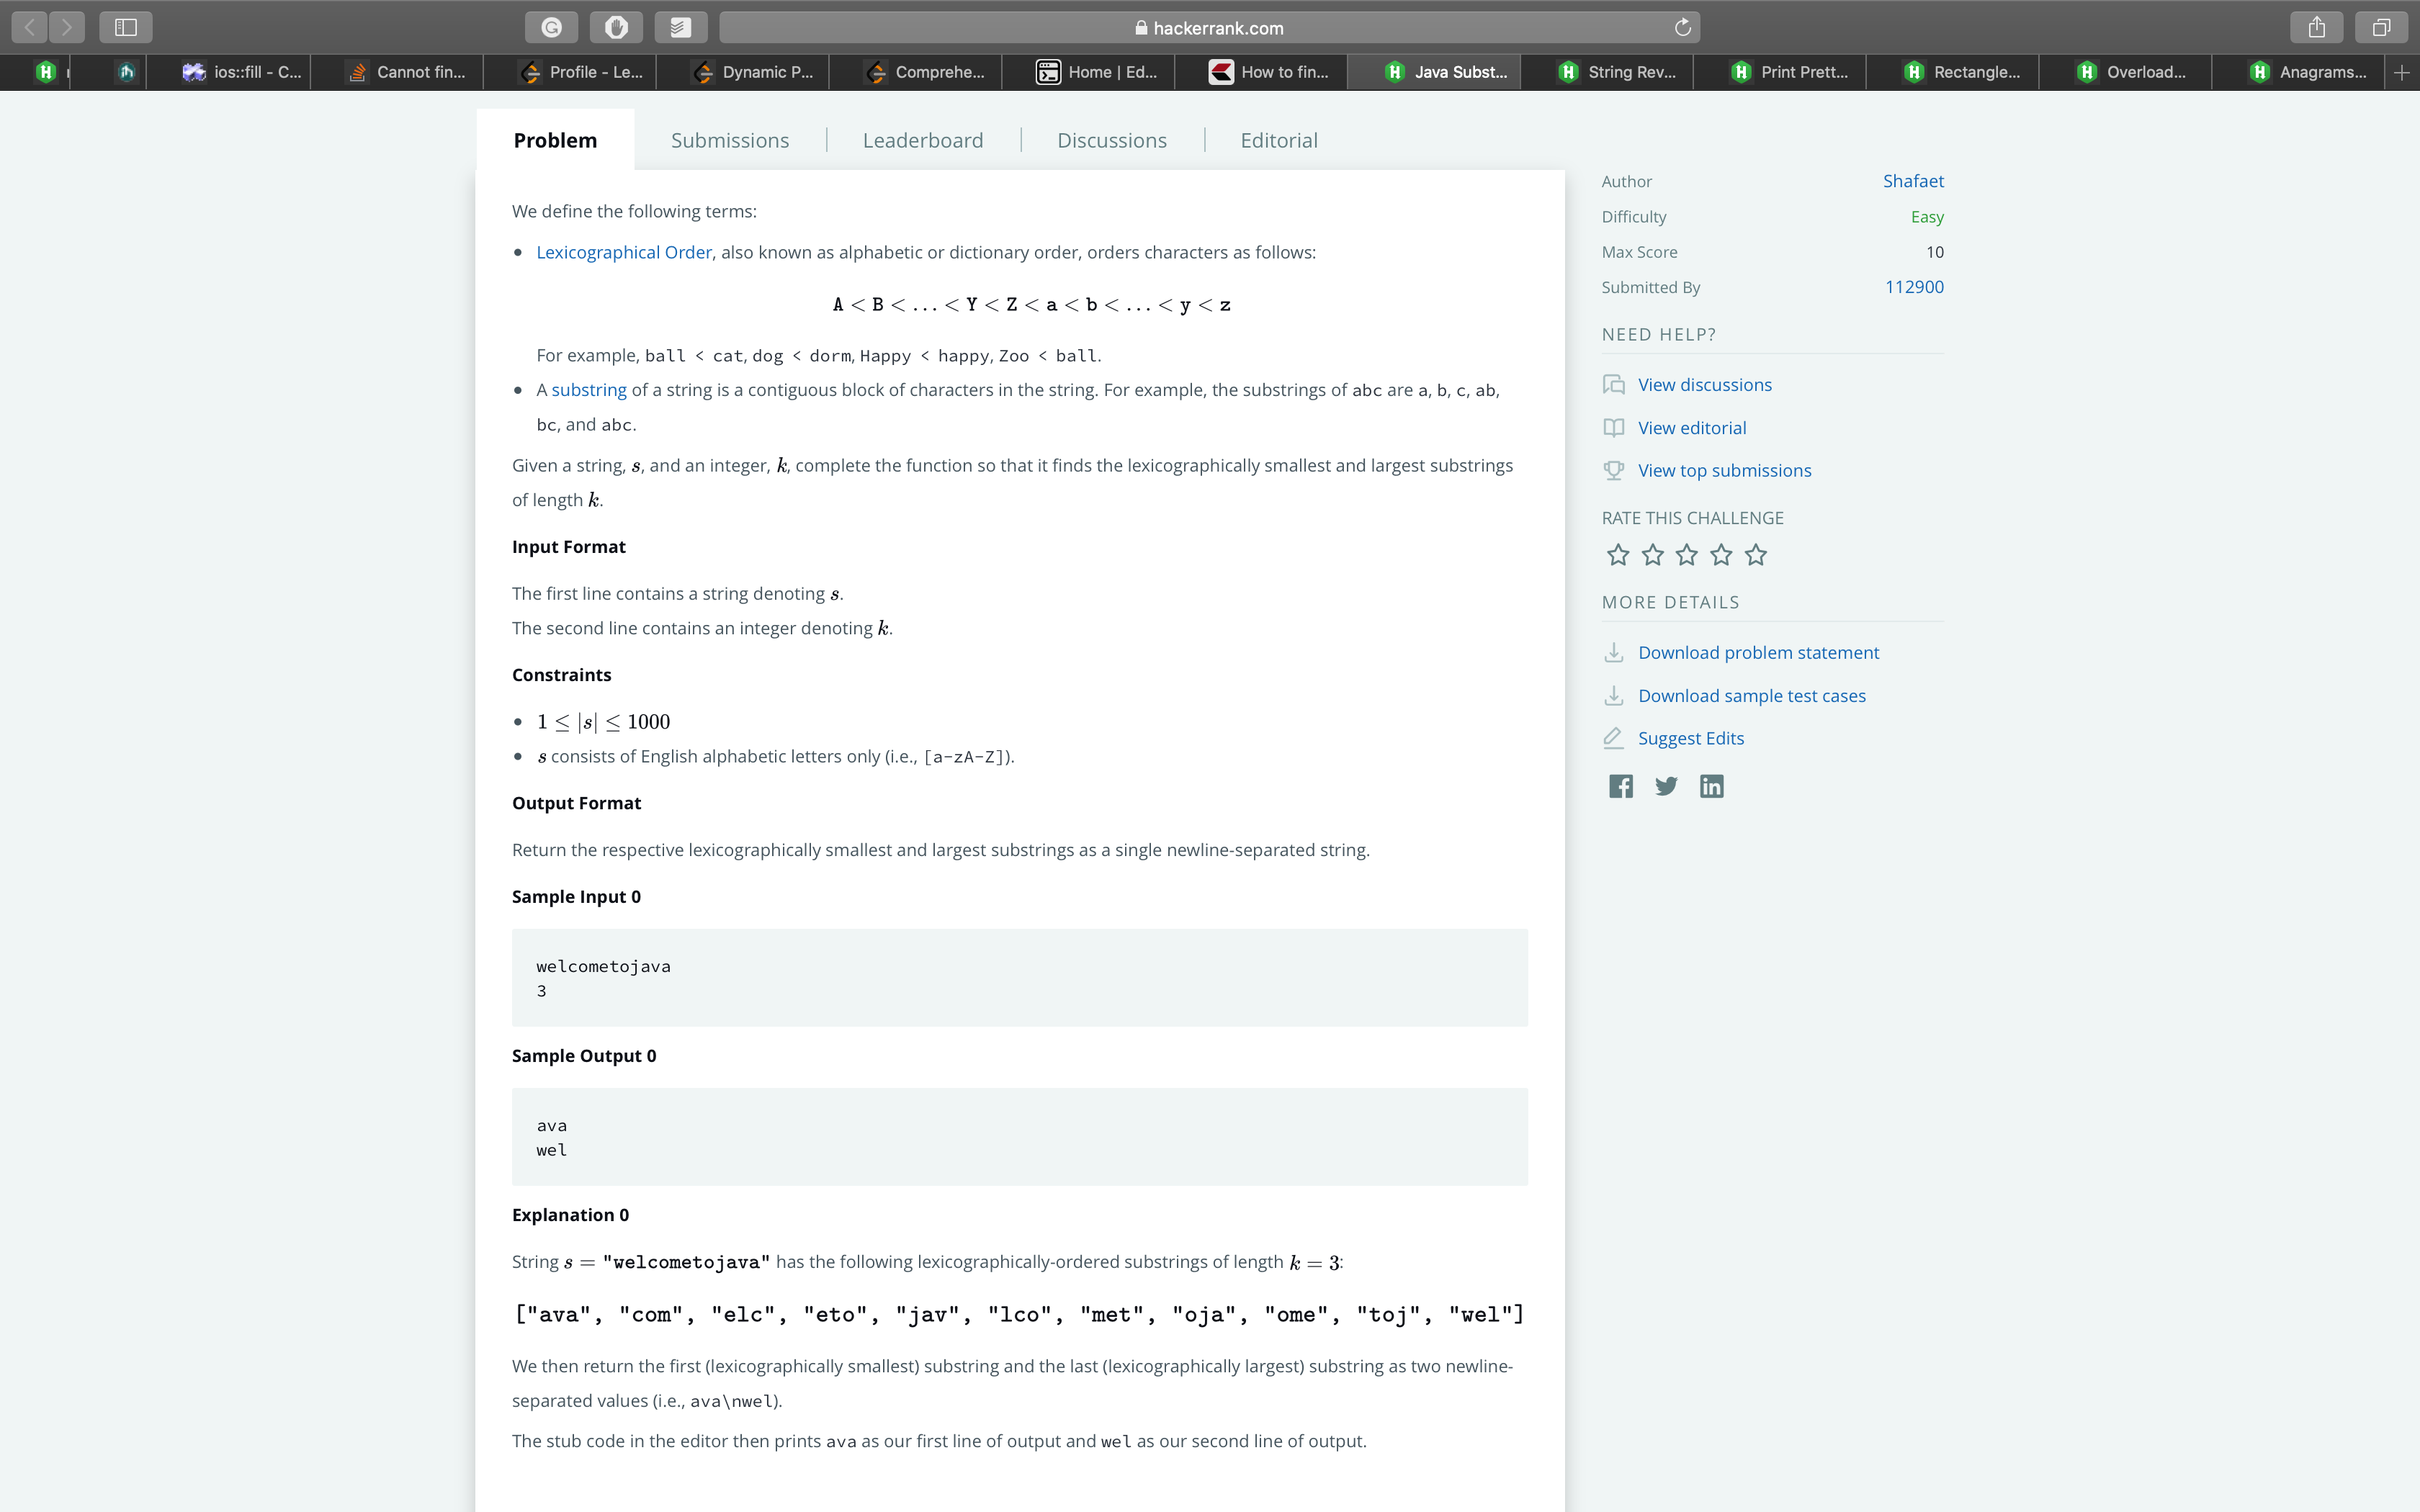 hackerrank.com
ios::fill - C... Cannot fin... Profile - Le... Dynamic P... Comprehe... Home | Ed... How to fin... Java Subst... String Rev... Print Prett... Rectangle... Overload... Anagrams...
Problem Submissions Leaderboard Discussions Editorial
We define the following terms:
• Lexicographical Order, also known as alphabetic or dictionary order, orders characters as follows:
A < B < ... < Y < Z < a < b < ... < y < z
For example, ball < cat, dog < dorm, Happy < happy, Zoo < ball.
• A substring of a string is a contiguous block of characters in the string. For example, the substrings of abc are a, b, c, ab,
bc, and abc.
Given a string, s, and an integer, k, complete the function so that it finds the lexicographically smallest and largest substrings
of length k.
Input Format
The first line contains a string denoting s.
The second line contains an integer denoting k.
Constraints
• 1 ≤ |s| ≤ 1000
• s consists of English alphabetic letters only (i.e., [a-zA-Z]).
Output Format
Return the respective lexicographically smallest and largest substrings as a single newline-separated string.
Sample Input 0
welcometojava
3
Sample Output 0
ava
wel
Explanation 0
String s = "welcometojava" has the following lexicographically-ordered substrings of length k = 3:
["ava", "com", "elc", "eto", "jav", "lco", "met", "oja", "ome", "toj", "wel"]
We then return the first (lexicographically smallest) substring and the last (lexicographically largest) substring as two newline-
separated values (i.e., ava\nwel).
The stub code in the editor then prints ava as our first line of output and wel as our second line of output.
Author Shafaet
Difficulty Easy
Max Score 10
Submitted By 112900
NEED HELP?
View discussions
View editorial
View top submissions
RATE THIS CHALLENGE
MORE DETAILS
Download problem statement
Download sample test cases
Suggest Edits